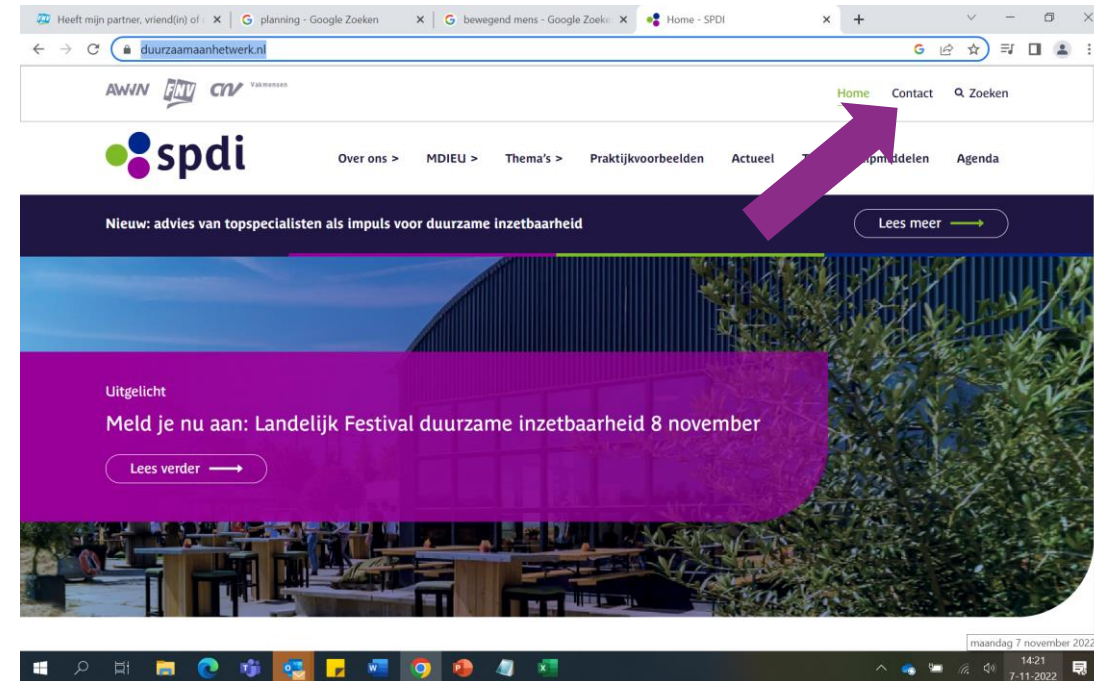 Heeft mijn partner, vriend(in) of
planning - Google Zoeken
bewegend mens - Google Zoeke
Home - SPDI
duurzaamaanhetwerk.nl
AWVN FNV CNV Vakmensen
Home Contact Zoeken
spdi
Over ons > MDIEU > Thema's > Praktijkvoorbeelden Actueel Agenda
Nieuw: advies van topspecialisten als impuls voor duurzame inzetbaarheid
Lees meer
Uitgelicht
Meld je nu aan: Landelijk Festival duurzame inzetbaarheid 8 november
Lees verder
maandag 7 november 2022
14:21
7-11-2022